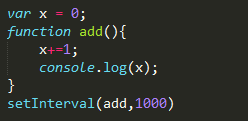 var x = 0;
function add(){
    x+=1;
    console.log(x);
}
setInterval(add,1000)